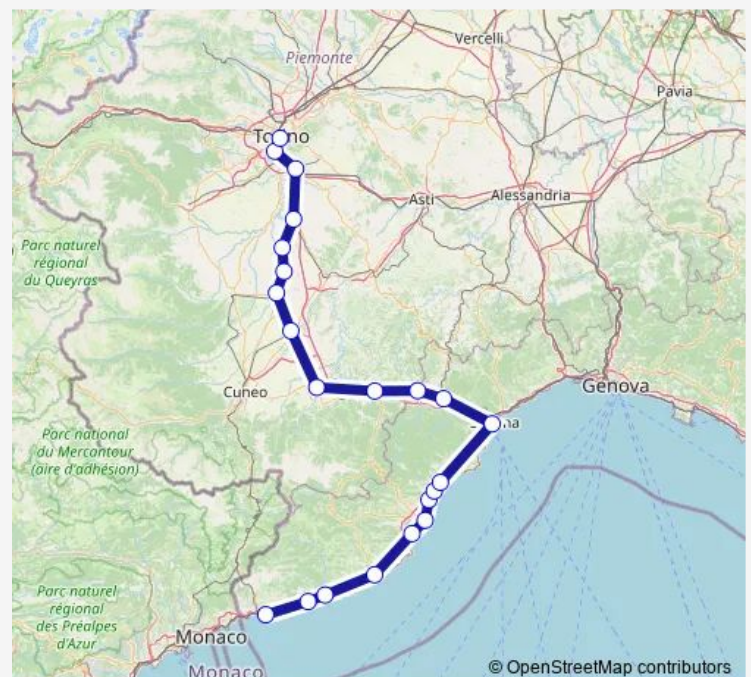 Vercelli
Piemonte
Pavia
Asti
Alessandria
Parc naturel
régional
du Queyras
Cuneo
Genova
Parc national
du Mercantour
(aire d'adhésion)
Parc naturel
régional
des Préalpes
d'Azur
Monaco
Monaco
© OpenStreetMap contributors